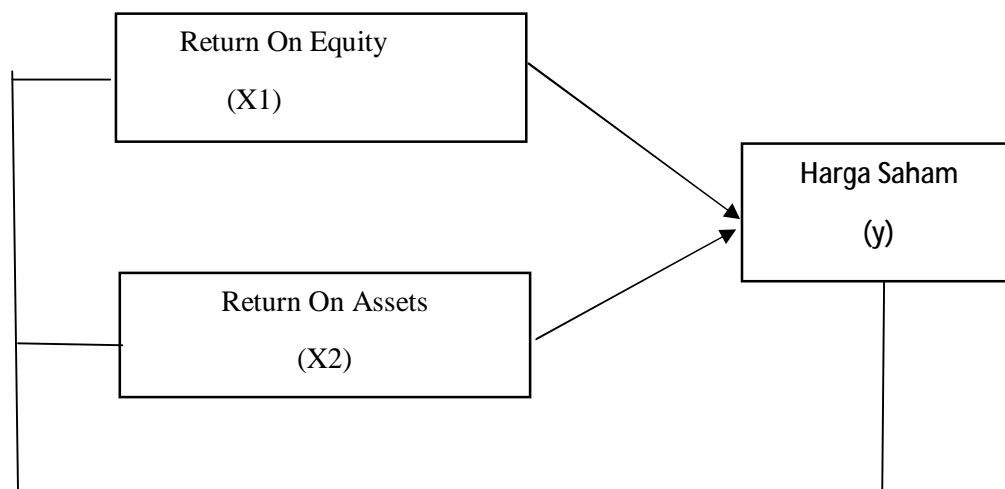 Return On Equity
(X1)
Harga Saham
(y)
Return On Assets
(X2)